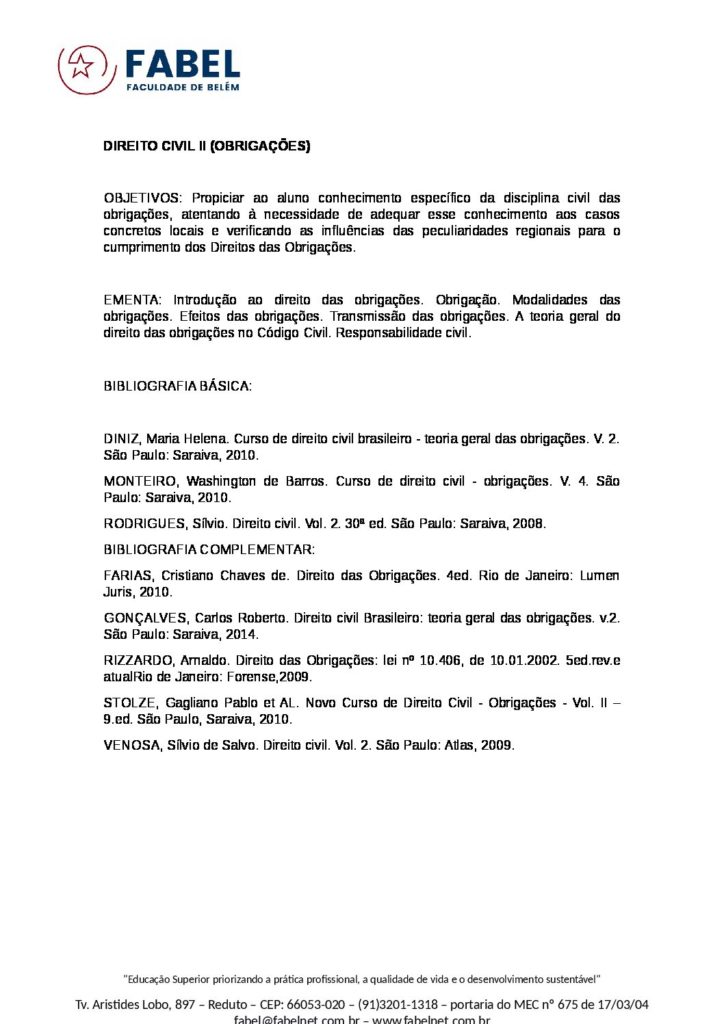 FABEL
FACULDADE DE BELÉM
DIREITO CIVIL II (OBRIGAÇÕES)
OBJETIVOS: Propiciar ao aluno conhecimento específico da disciplina civil das
obrigações, atentando à necessidade de adequar esse conhecimento aos casos
concretos locais e verificando as influências das peculiaridades regionais para o
cumprimento dos Direitos das Obrigações.
EMENTA: Introdução ao direito das obrigações. Obrigação. Modalidades das
obrigações. Efeitos das obrigações. Transmissão das obrigações. A teoria geral do
direito das obrigações no Código Civil. Responsabilidade civil.
BIBLIOGRAFIA BÁSICA:
DINIZ, Maria Helena. Curso de direito civil brasileiro - teoria geral das obrigações. V. 2.
São Paulo: Saraiva, 2010.
MONTEIRO, Washington de Barros. Curso de direito civil - obrigações. V. 4. São
Paulo: Saraiva, 2010.
RODRIGUES, Sílvio. Direito civil. Vol. 2. 30ª ed. São Paulo: Saraiva, 2008.
BIBLIOGRAFIA COMPLEMENTAR:
FARIAS, Cristiano Chaves de. Direito das Obrigações. 4ed. Rio de Janeiro: Lumen
Juris, 2010.
GONÇALVES, Carlos Roberto. Direito civil Brasileiro: teoria geral das obrigações. v.2.
São Paulo: Saraiva, 2014.
RIZZARDO, Arnaldo. Direito das Obrigações: lei nº 10.406, de 10.01.2002. 5ed.rev.e
atualRio de Janeiro: Forense,2009.
STOLZE, Gagliano Pablo et AL. Novo Curso de Direito Civil - Obrigações - Vol. II –
9.ed. São Paulo, Saraiva, 2010.
VENOSA, Sílvio de Salvo. Direito civil. Vol. 2. São Paulo: Atlas, 2009.
"Educação Superior priorizando a prática profissional, a qualidade de vida e o desenvolvimento sustentável"
Tv. Aristides Lobo, 897 – Reduto – CEP: 66053-020 – (91)3201-1318 – portaria do MEC nº 675 de 17/03/04
fabel@fabelnet.com.br – www.fabelnet.com.br